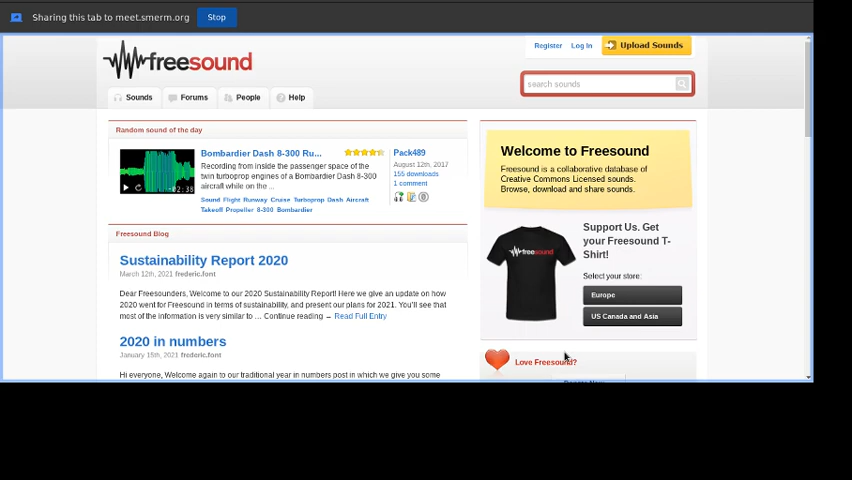 Sharing this tab to meet.smerm.org
Stop
freesound
Register
Log In
Upload Sounds
search sounds
Sounds
Forums
People
Help
Random sound of the day
Bombardier Dash 8-300 Ru...
Recording from inside the passenger space of the
twin turboprop engines of a Bombardier Dash 8-300
aircraft while on the ...
Sound Flight Runway Cruise Turboprop Dash Aircraft
Takeoff Propeller 8-300 Bombardier
-02:38
Pack489
August 12th, 2017
155 downloads
1 comment
Freesound Blog
Sustainability Report 2020
March 12th, 2021 frederic.font
Dear Freesounders, Welcome to our 2020 Sustainability Report! Here we give an update on how
2020 went for Freesound in terms of sustainability, and present our plans for 2021. You'll see that
most of the information is very similar to ... Continue reading → Read Full Entry
2020 in numbers
January 15th, 2021 frederic.font
Hi everyone, Welcome again to our traditional year in numbers post in which we give you some
Welcome to Freesound
Freesound is a collaborative database of
Creative Commons Licensed sounds.
Browse, download and share sounds.
freesound
Support Us. Get
your Freesound T-
Shirt!
Select your store:
Europe
US Canada and Asia
Love Freesound?